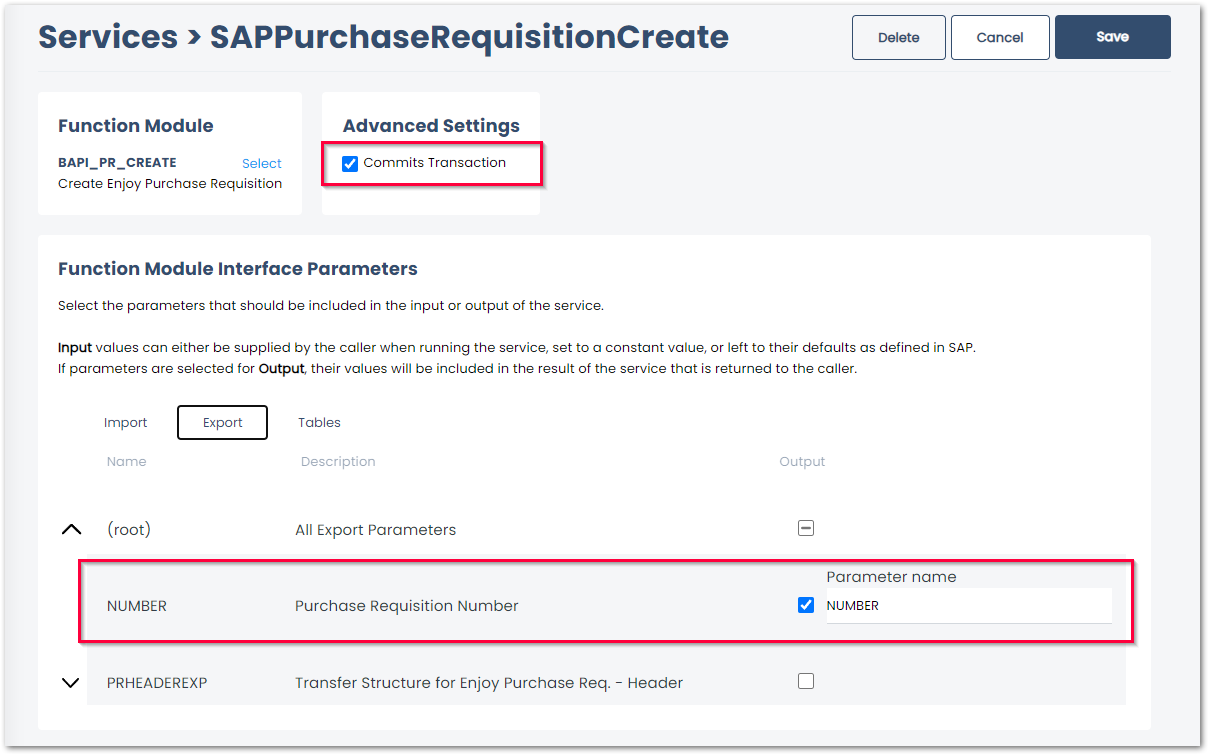 Services > SAPPurchaseRequisitionCreate
Delete
Cancel
Save
Function Module
BAPI_PR_CREATE
Select
Create Enjoy Purchase Requisition
Advanced Settings
Commits Transaction
Function Module Interface Parameters
Select the parameters that should be included in the input or output of the service.
Input values can either be supplied by the caller when running the service, set to a constant value, or left to their defaults as defined in SAP.
If parameters are selected for Output, their values will be included in the result of the service that is returned to the caller.
Import
Export
Tables
Name
Description
Output
(root)
All Export Parameters
Parameter name
NUMBER
Purchase Requisition Number
NUMBER
PRHEADEREXP
Transfer Structure for Enjoy Purchase Req. - Header